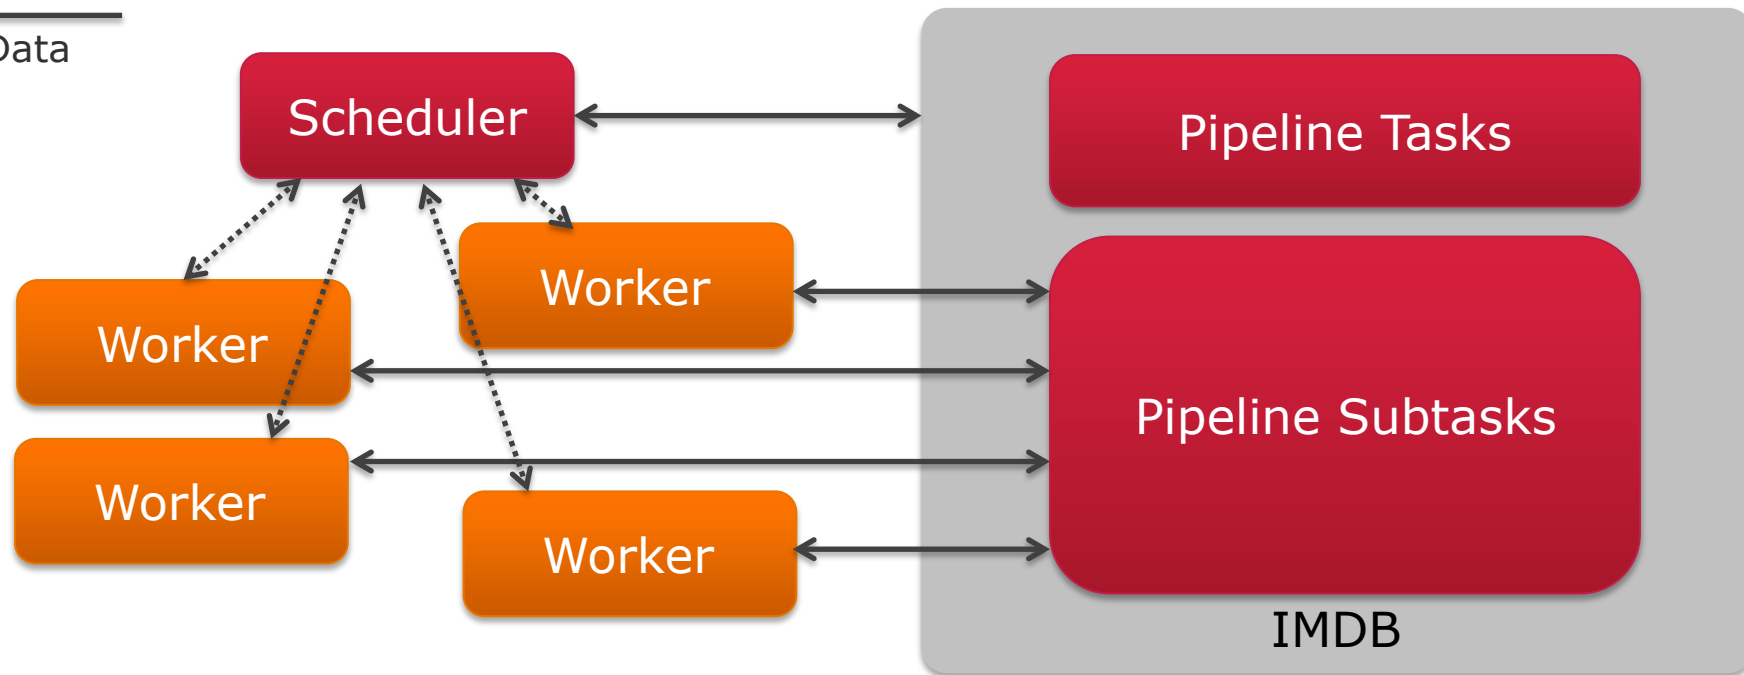 Data
Scheduler
Pipeline Tasks
Worker
Worker
Pipeline Subtasks
Worker
Worker
IMDB